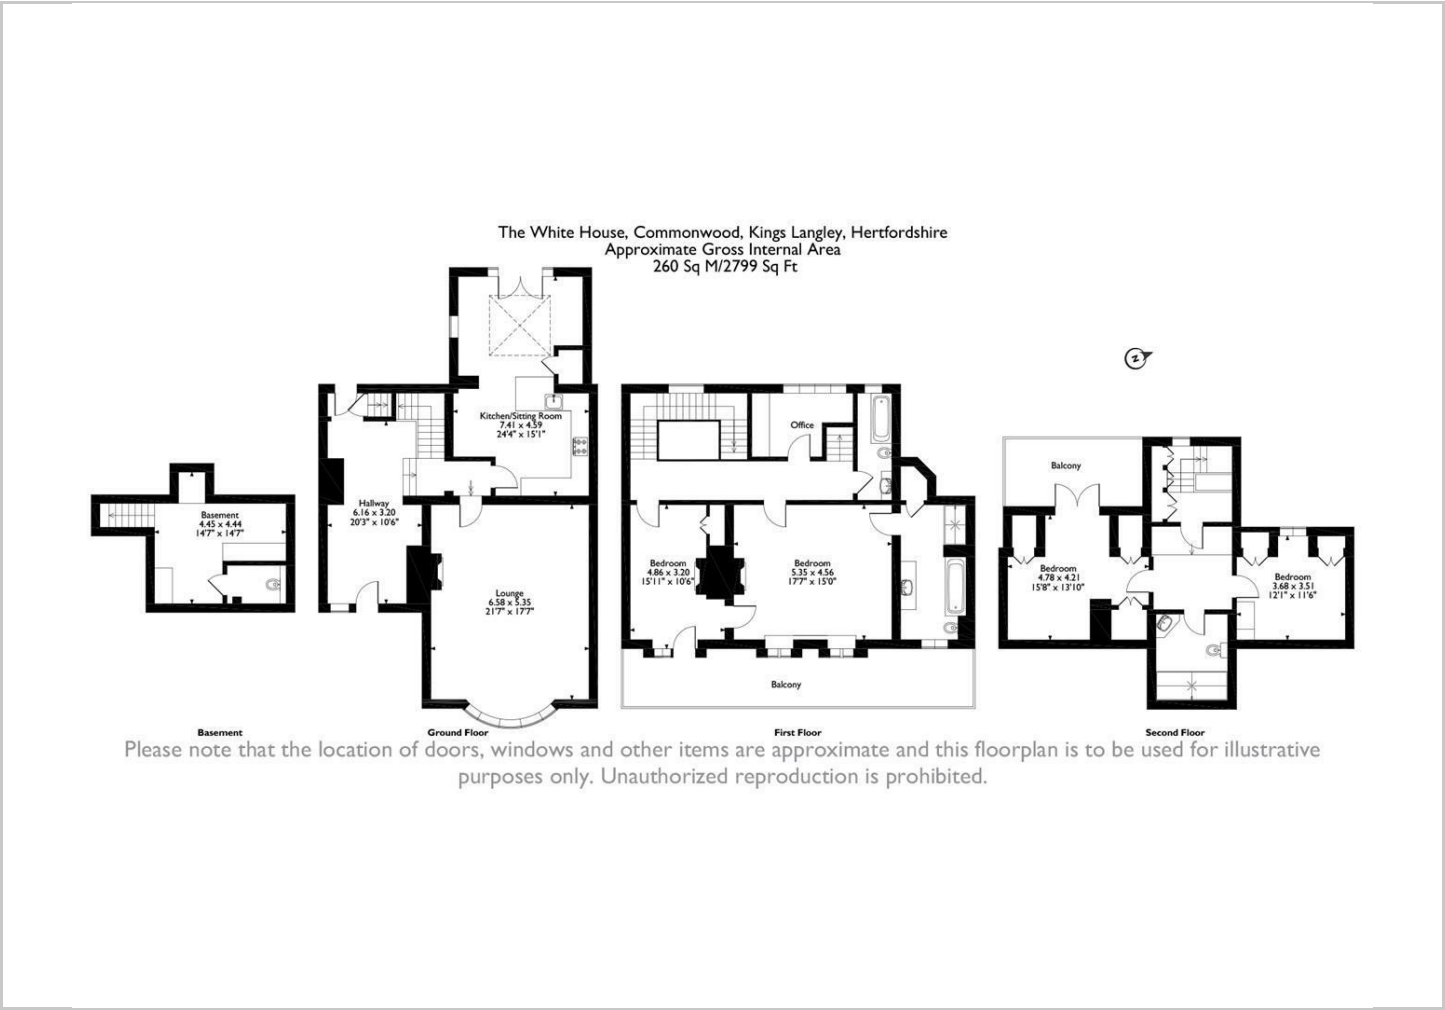 The White House, Commonwood, Kings Langley, Hertfordshire
Approximate Gross Internal Area
260 Sq M/2799 Sq Ft
Basement
4.45 x 4.44
14'7" x 14'7"
Basement
Hallway
6.16 x 3.20
20'3" x 10'6"
Kitchen/Sitting Room
7.41 x 4.59
24'4" x 15'1"
Lounge
6.58 x 5.35
21'7" x 17'7"
Ground Floor
Office
Bedroom
4.86 x 3.20
15'11" x 10'6"
Bedroom
5.35 x 4.56
17'7" x 15'0"
Balcony
First Floor
N
Balcony
Bedroom
4.78 x 4.21
15'8" x 13'10"
Bedroom
3.68 x 3.51
12'1" x 11'6"
Second Floor
Please note that the location of doors, windows and other items are approximate and this floorplan is to be used for illustrative
purposes only. Unauthorized reproduction is prohibited.